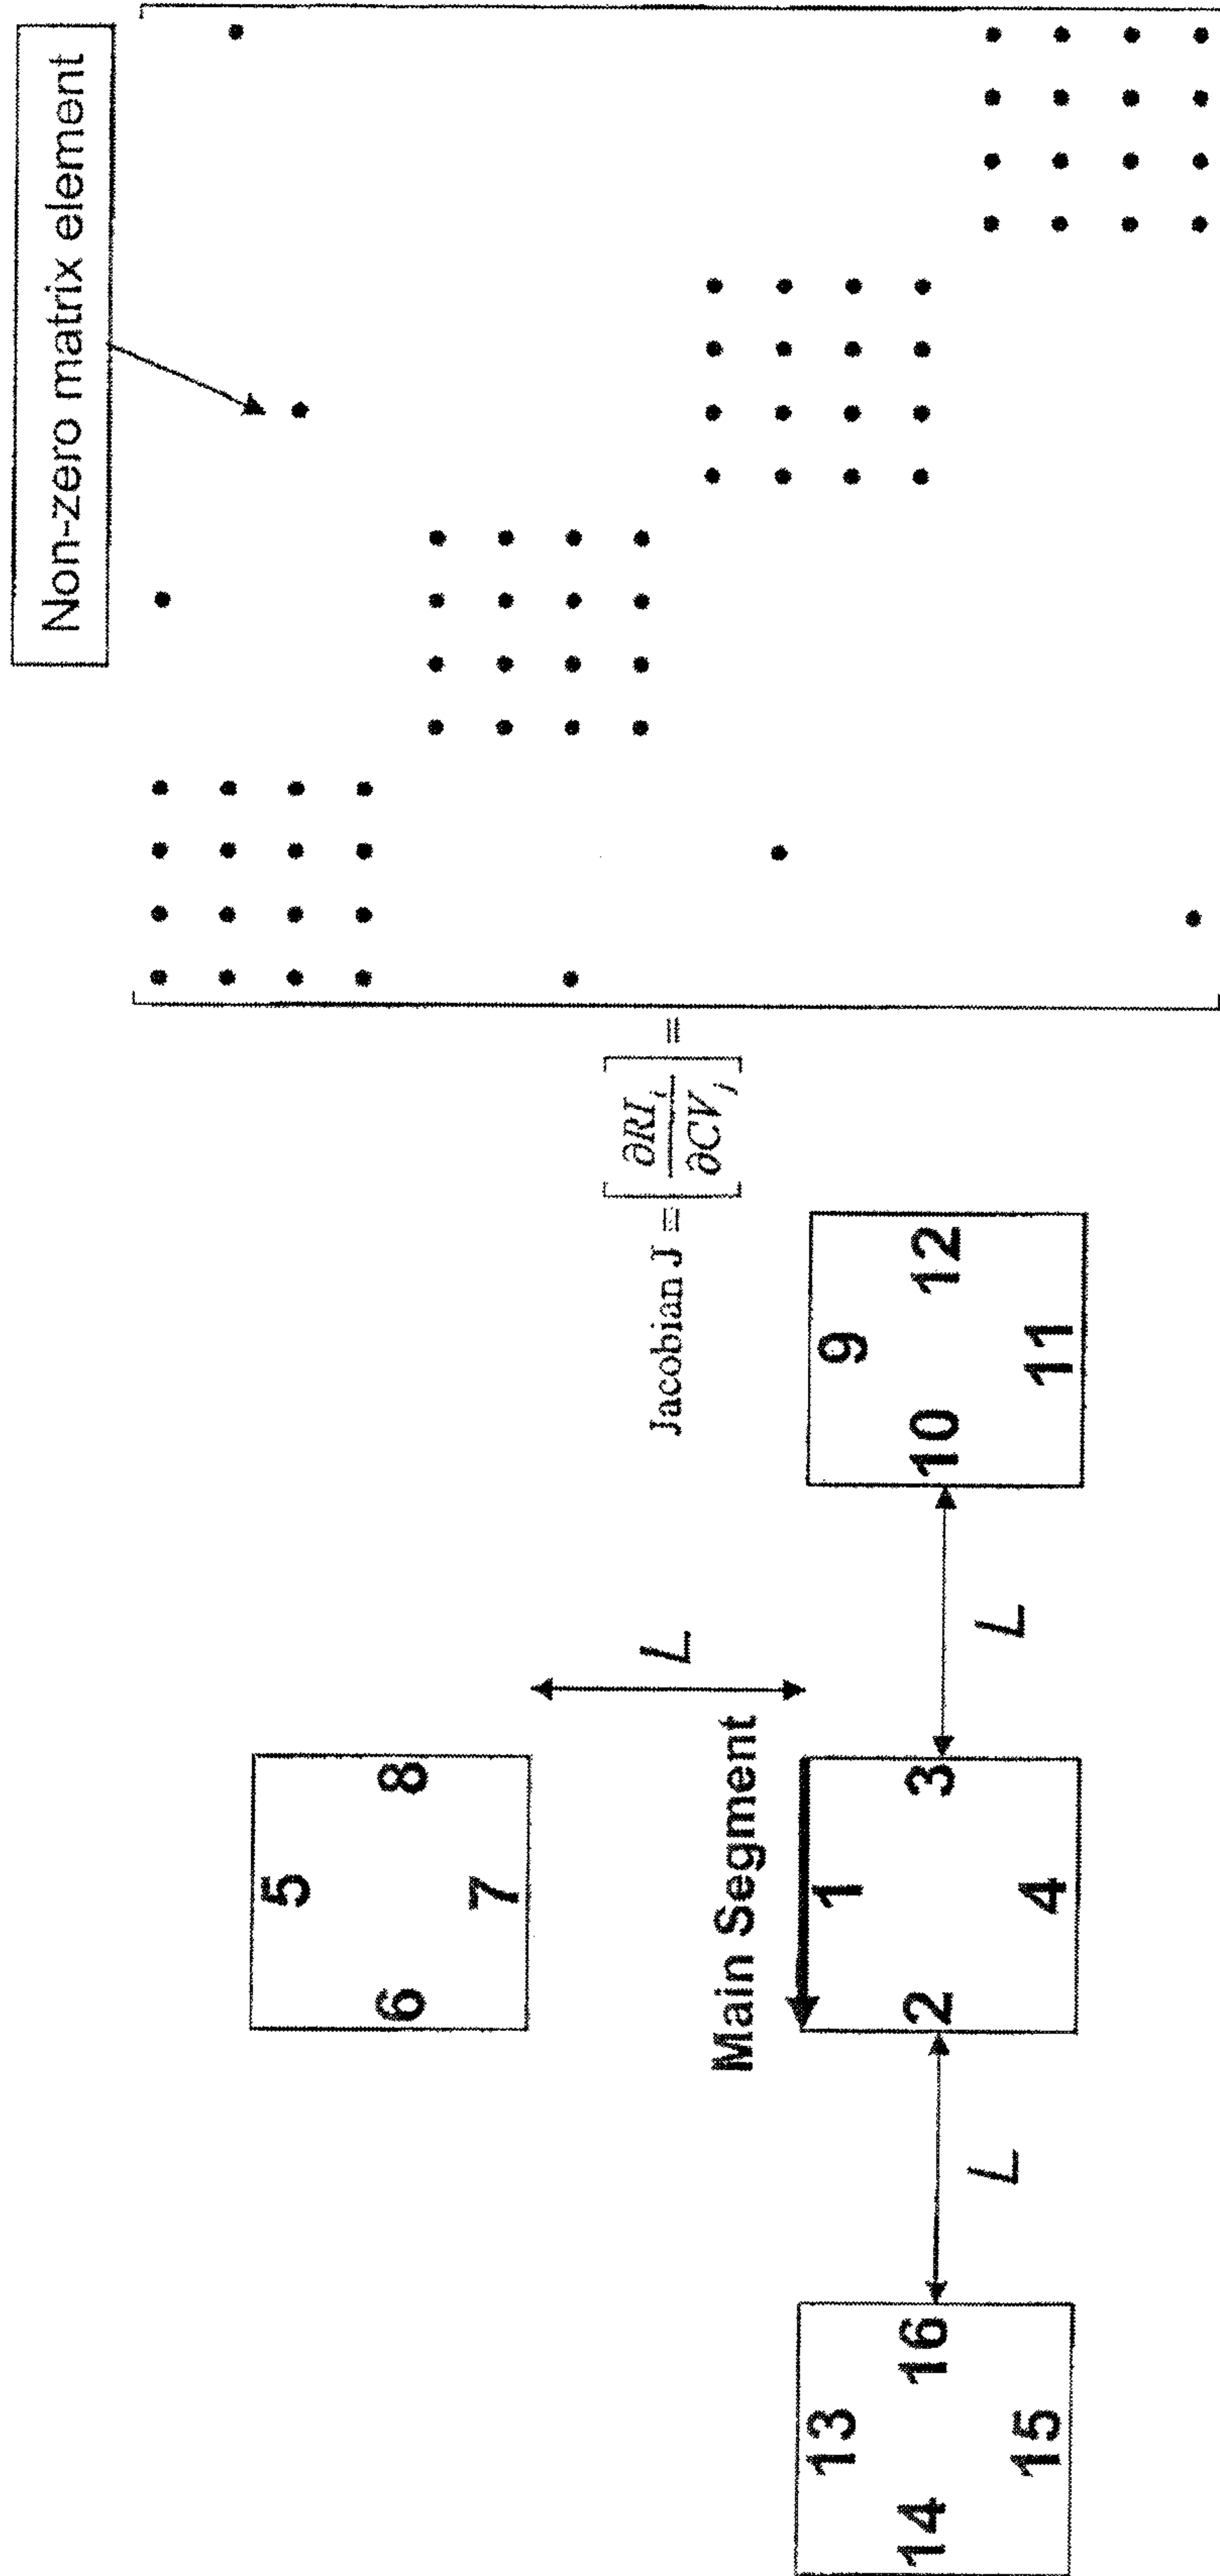 Non-zero matrix element
Jacobian J = [∂RI_i / ∂CV_j] =
5
6 8
7
L
Main Segment
13
14 16
15
L
1
2 3
4
L
9
10 12
11